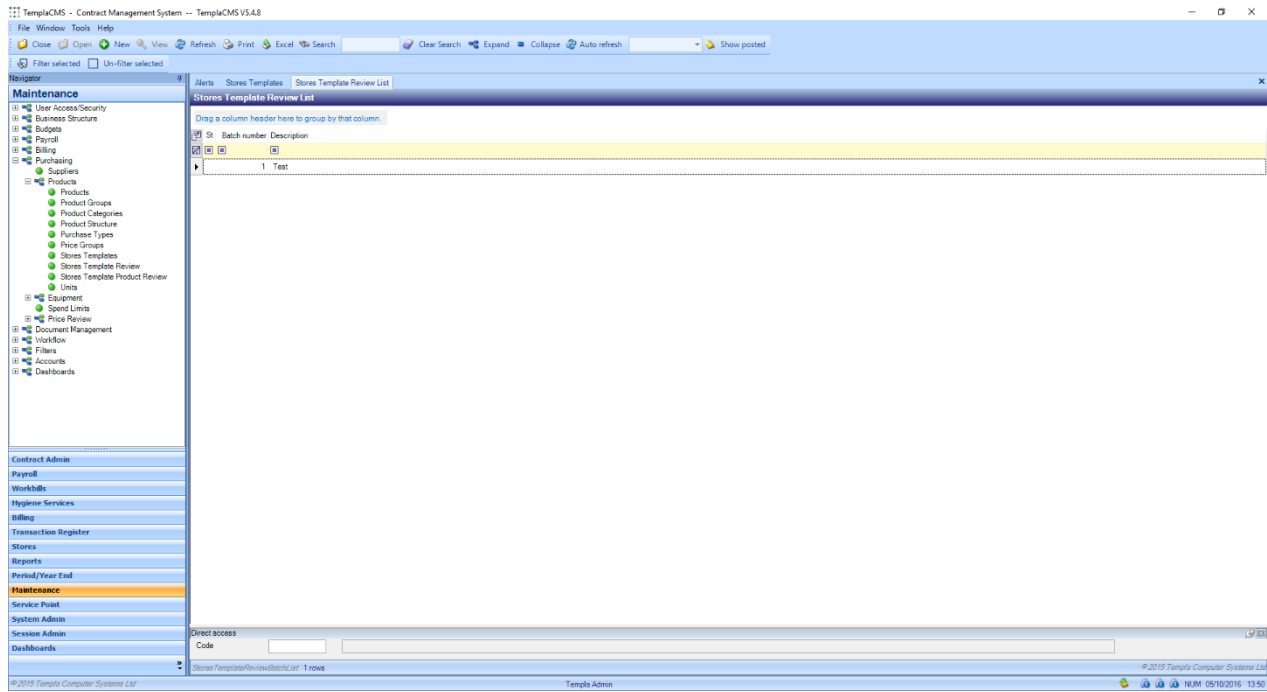 TemplaCMS - Contract Management System -- TemplaCMS V5.4.8
File Window Tools Help
Close Open New View Refresh Print Excel Search Clear Search Expand Collapse Auto refresh Show posted
Filter selected Un-filter selected
Navigator
Maintenance
User Access/Security
Business Structure
Budgets
Payroll
Billing
Purchasing
Suppliers
Products
Products
Product Groups
Product Categories
Product Structure
Purchase Types
Price Groups
Stores Templates
Stores Template Review
Stores Template Product Review
Units
Equipment
Spend Limits
Price Review
Document Management
Workflow
Filters
Accounts
Dashboards
Contract Admin
Payroll
Workbills
Hygiene Services
Billing
Transaction Register
Stores
Reports
Period/Year End
Maintenance
Service Point
System Admin
Session Admin
Dashboards
Alerts Stores Templates Stores Template Review List
Stores Template Review List
Drag a column header here to group by that column.
St Batch number Description
1 Test
Direct access
Code
StoresTemplateReviewBatchList 1 rows
© 2015 Templa Computer Systems Ltd
© 2015 Templa Computer Systems Ltd Templa Admin NUM 05/10/2016 13:50